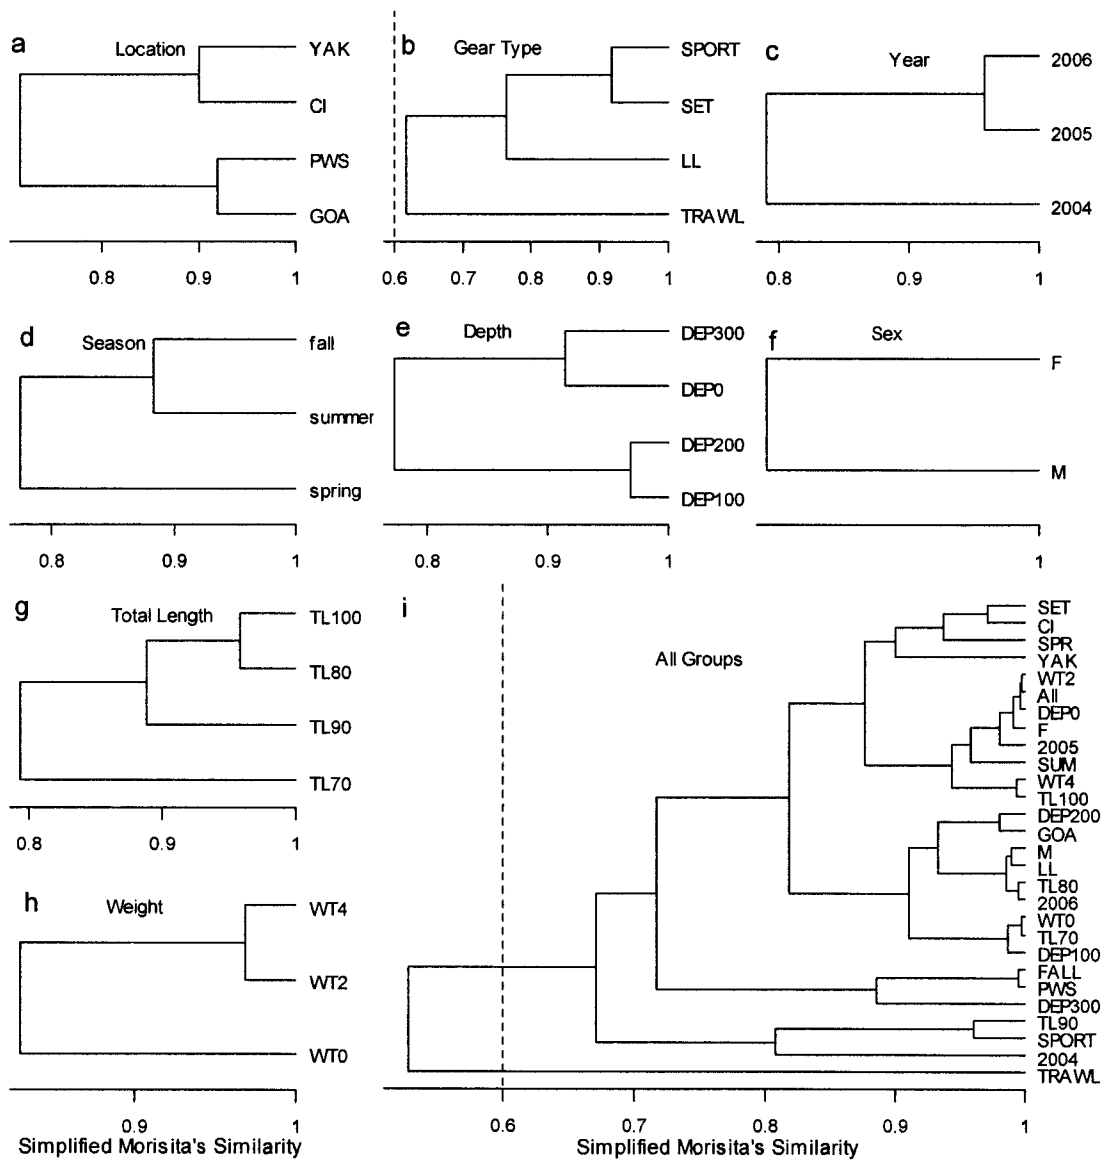 a
Location
YAK
CI
PWS
GOA
0.8 0.9 1
b
Gear Type
SPORT
SET
LL
TRAWL
0.6 0.7 0.8 0.9 1
c
Year
2006
2005
2004
0.8 0.9 1
d
Season
fall
summer
spring
0.8 0.9 1
e
Depth
DEP300
DEP0
DEP200
DEP100
0.8 0.9 1
f
Sex
F
M
1
g
Total Length
TL100
TL80
TL90
TL70
0.8 0.9 1
h
Weight
WT4
WT2
WT0
0.9 1
Simplified Morisita's Similarity
i
All Groups
SET
CI
SPR
YAK
WT2
All
DEP0
F
2005
SUM
WT4
TL100
DEP200
GOA
M
LL
TL80
2006
WT0
TL70
DEP100
FALL
PWS
DEP300
TL90
SPORT
2004
TRAWL
0.6 0.7 0.8 0.9 1
Simplified Morisita's Similarity